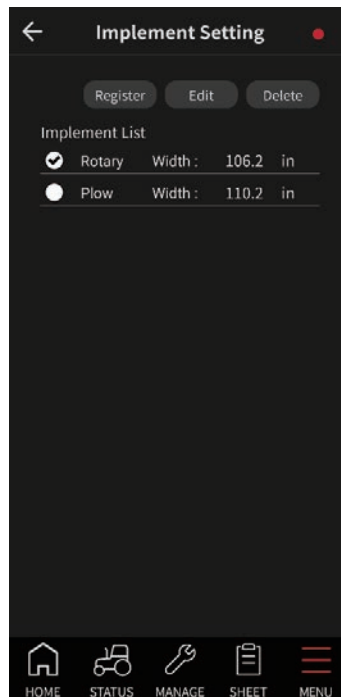 Implement Setting
Register Edit Delete
Implement List
Rotary Width : 106.2 in
Plow Width : 110.2 in
HOME STATUS MANAGE SHEET MENU